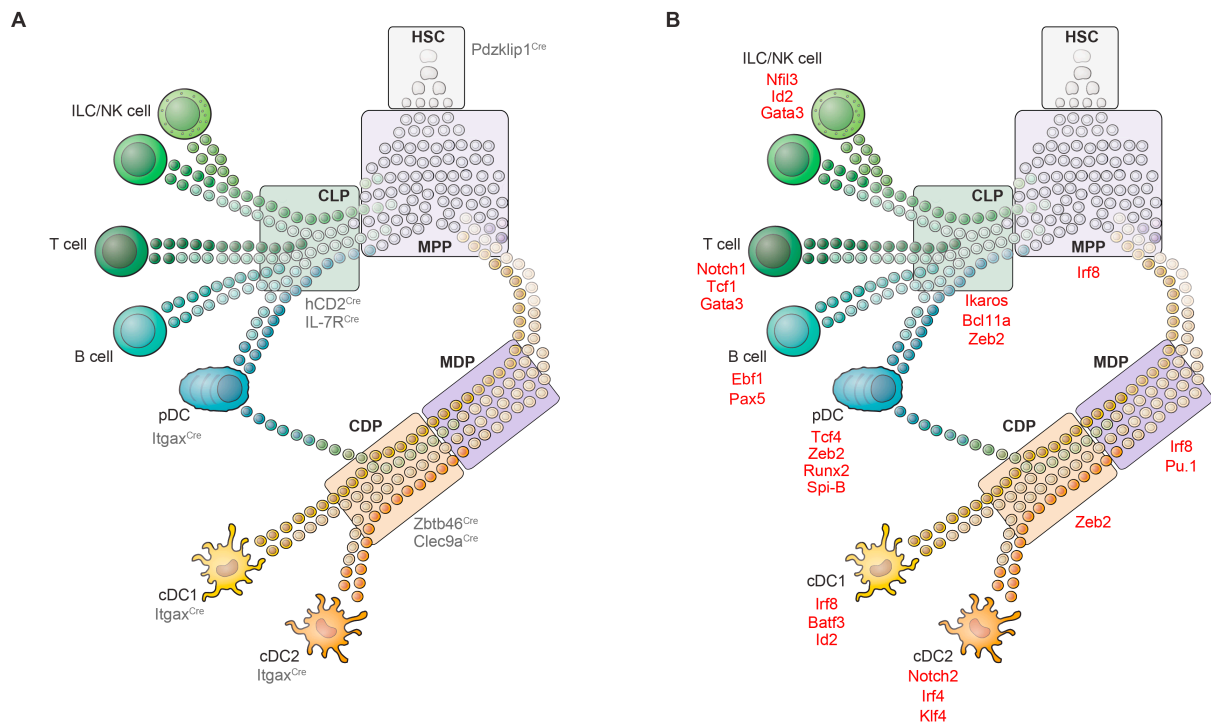 A
HSC
Pdzklip1Cre
ILC/NK cell
CLP
T cell
MPP
hCD2Cre
IL-7RCre
B cell
MDP
pDC
ItgaxCre
CDP
Zbtb46Cre
Clec9aCre
cDC1
ItgaxCre
cDC2
ItgaxCre
B
HSC
ILC/NK cell
Nfil3
Id2
Gata3
CLP
T cell
Notch1
Tcf1
Gata3
MPP
Irf8
Ikaros
Bcl11a
Zeb2
B cell
Ebf1
Pax5
MDP
pDC
Tcf4
Zeb2
Runx2
Spi-B
CDP
Irf8
Pu.1
Zeb2
cDC1
Irf8
Batf3
Id2
cDC2
Notch2
Irf4
Klf4